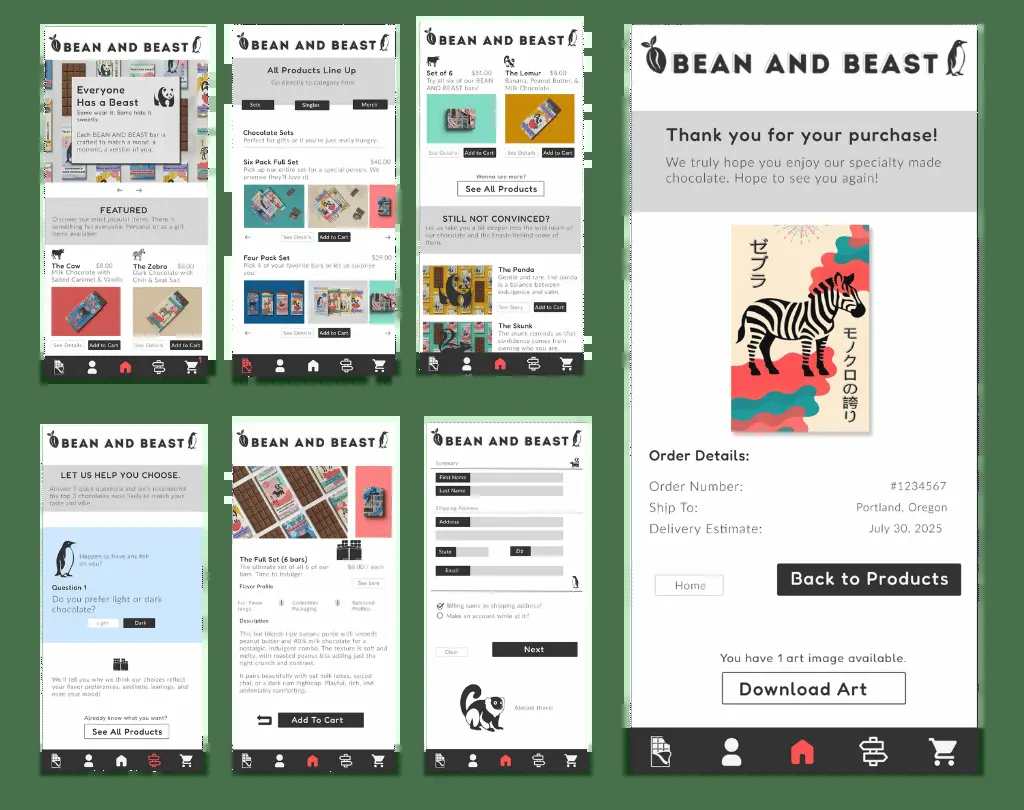 BEAN AND BEAST
Everyone
Has a Beast
Some wear it. Some hide it
sweetly.
Each BEAN AND BEAST bar is
crafted to match a mood, a
moment, a version of you.
FEATURED
Discover our most popular items. There is
something for everyone. Personal or as a gift
items available!
The Cow $8.00
Milk Chocolate with
Salted Caramel & Vanilla
The Zebra $8.00
Dark Chocolate with
Chili & Seat Salt
See Details Add to Cart
See Details Add to Cart
BEAN AND BEAST
All Products Line Up
Go directly to category here
Sets Singles Merch
Chocolate Sets
Perfect for gifts or if you're just really hungry.
Six Pack Full Set $40.00
Pick up our entire set for a special person. We
promise they'll love it!
See Details Add to Cart
Four Pack Set $29.00
Pick 4 of your favorite bars or let us surprise
you.
See Details Add to Cart
BEAN AND BEAST
Set of 6 $31.00
Try all six of our BEAN
AND BEAST bars!
The Lemur $8.00
Banana, Peanut Butter, &
Milk Chocolate
See Details Add to Cart
See Details Add to Cart
Wanna see more?
See All Products
STILL NOT CONVINCED?
Let us take you a bit deeper into the wild heart of
our chocolate and the beasts behind some of
them.
The Panda
Gentle and rare, the panda
is a balance between
indulgence and calm.
See Story Add to Cart
The Skunk
The skunk reminds us that
confidence comes from
owning who you are.
BEAN AND BEAST
LET US HELP YOU CHOOSE.
Answer 5 quick questions and we'll recommend
the top 3 chocolates most likely to match your
taste and vibe.
Happen to have any fish
on you?
Question 1
Do you prefer light or dark
chocolate?
Light Dark
We'll tell you why we think our choices reflect
your flavor preferences, aesthetic leanings, and
even your mood!
Already know what you want?
See All Products
BEAN AND BEAST
The Full Set (6 bars)
The ultimate set of all 6 of our
bars. Time to indulge!
$6.00 / each
See Less
Flavor Profile
Full Flavor
Range
Collectible
Packaging
Balanced
Profiles
Description
This bar blends ripe banana purée with smooth
peanut butter and 40% milk chocolate for a
nostalgic, indulgent combo. The texture is soft and
melty, with roasted peanut bits adding just the
right crunch and contrast.
It pairs beautifully with oat milk lattes, spiced
chai, or a dark rum nightcap. Playful, rich, and
undeniably comforting.
Add To Cart
BEAN AND BEAST
Summary
First Name
Last Name
Shipping Address
Address
State Zip
Email
Billing same as shipping address?
Make an account while at it?
Clear Next
Almost there!
BEAN AND BEAST
Thank you for your purchase!
We truly hope you enjoy our specialty made
chocolate. Hope to see you again!
ゼブラ
モノクロの誇り
Order Details:
Order Number: #1234567
Ship To: Portland, Oregon
Delivery Estimate: July 30. 2025
Home Back to Products
You have 1 art image available.
Download Art